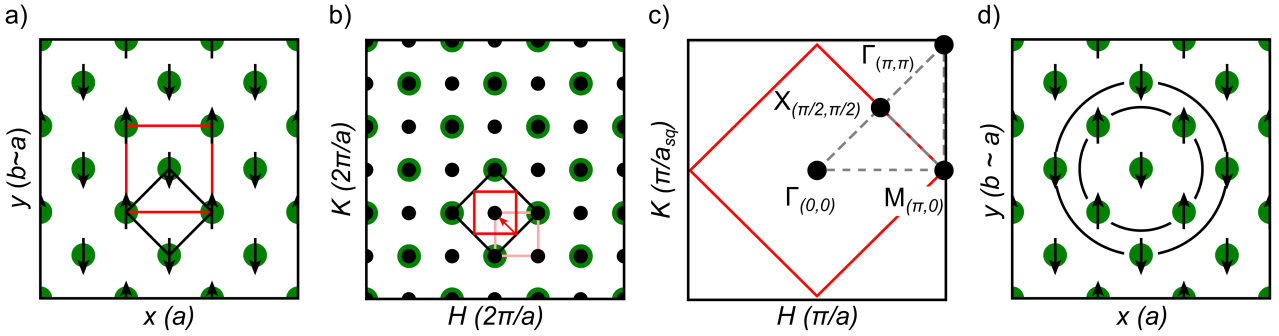 a)
y (b~a)
x (a)
b)
K (2π/a)
H (2π/a)
c)
K (π/a_sq)
Γ(π,π)
X(π/2,π/2)
Γ(0,0)
M(π,0)
H (π/a)
d)
y (b ~ a)
x (a)